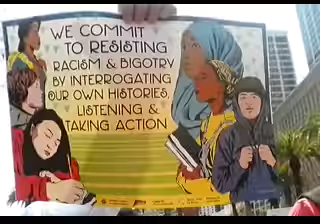 WE COMMIT
TO RESISTING
RACISM & BIGOTRY
BY INTERROGATING
OUR OWN HISTORIES,
LISTENING &
TAKING ACTION